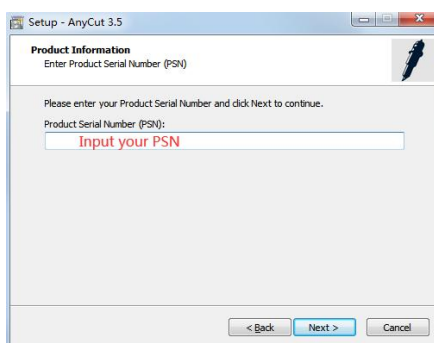 Setup - AnyCut 3.5
Product Information
Enter Product Serial Number (PSN)
Please enter your Product Serial Number and click Next to continue.
Product Serial Number (PSN):
Input your PSN
< Back
Next >
Cancel